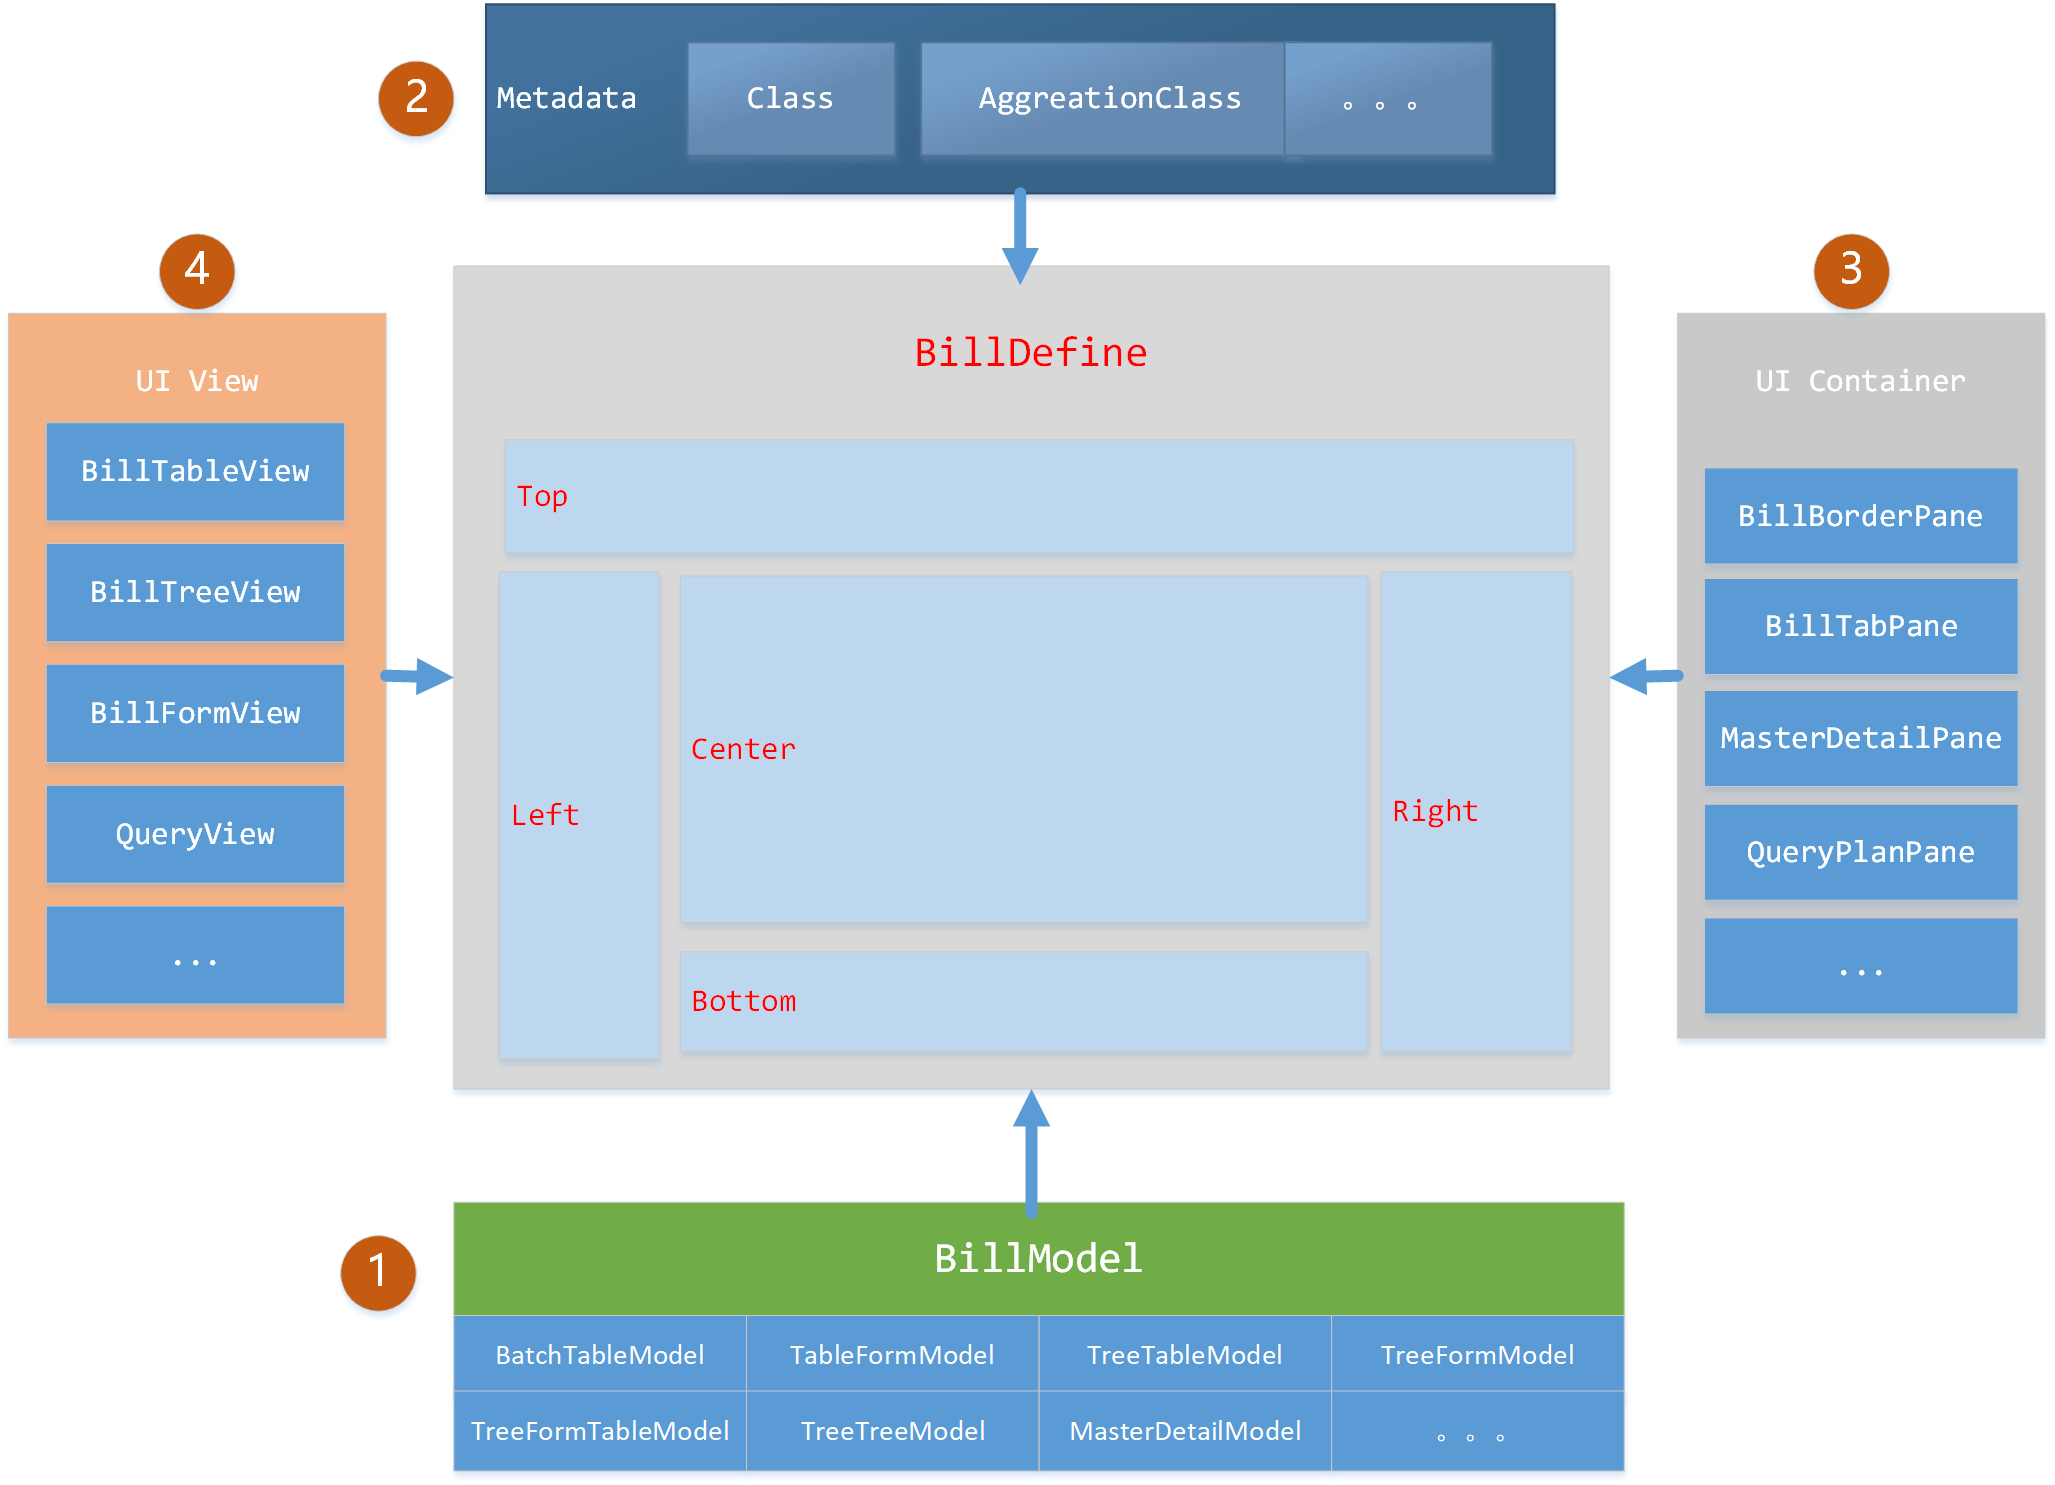 2
Metadata
Class
AggreationClass
。。。
4
3
BillDefine
UI View
UI Container
BillTableView
BillTreeView
BillFormView
QueryView
...
Top
Left
Center
Right
Bottom
BillBorderPane
BillTabPane
MasterDetailPane
QueryPlanPane
...
1
BillModel
BatchTableModel
TableFormModel
TreeTableModel
TreeFormModel
TreeFormTableModel
TreeTreeModel
MasterDetailModel
。。。